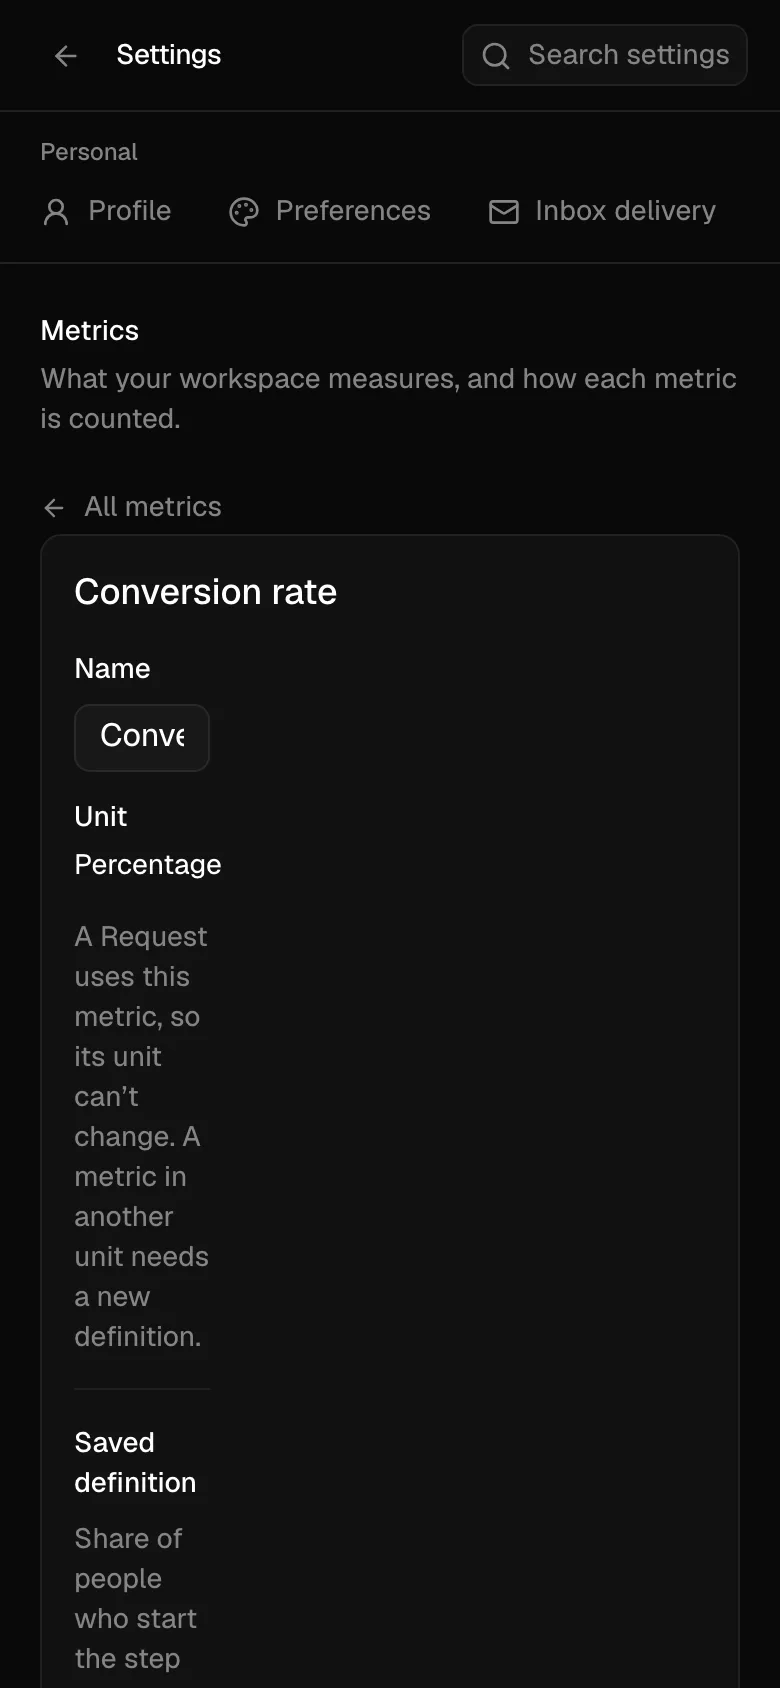 Settings
Search settings
Personal
Profile
Preferences
Inbox delivery
Metrics
What your workspace measures, and how each metric
is counted.
All metrics
Conversion rate
Name
Conve
Unit
Percentage
A Request
uses this
metric, so
its unit
can’t
change. A
metric in
another
unit needs
a new
definition.
Saved
definition
Share of
people
who start
the step